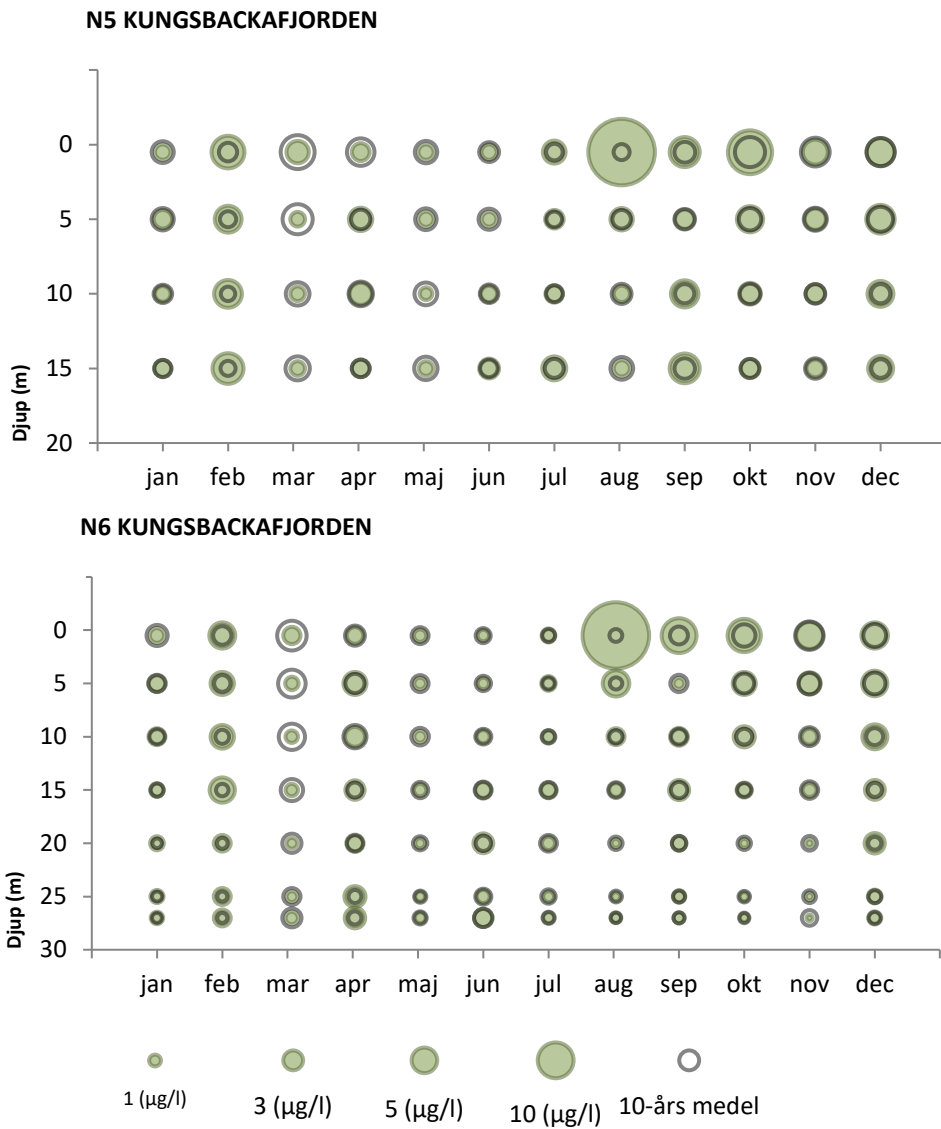 N5 KUNGSBACKAFJORDEN
0
5
10
15
20
Djup (m)
jan feb mar apr maj jun jul aug sep okt nov dec
N6 KUNGSBACKAFJORDEN
0
5
10
15
20
25
30
Djup (m)
jan feb mar apr maj jun jul aug sep okt nov dec
1 (µg/l) 3 (µg/l) 5 (µg/l) 10 (µg/l) 10-års medel